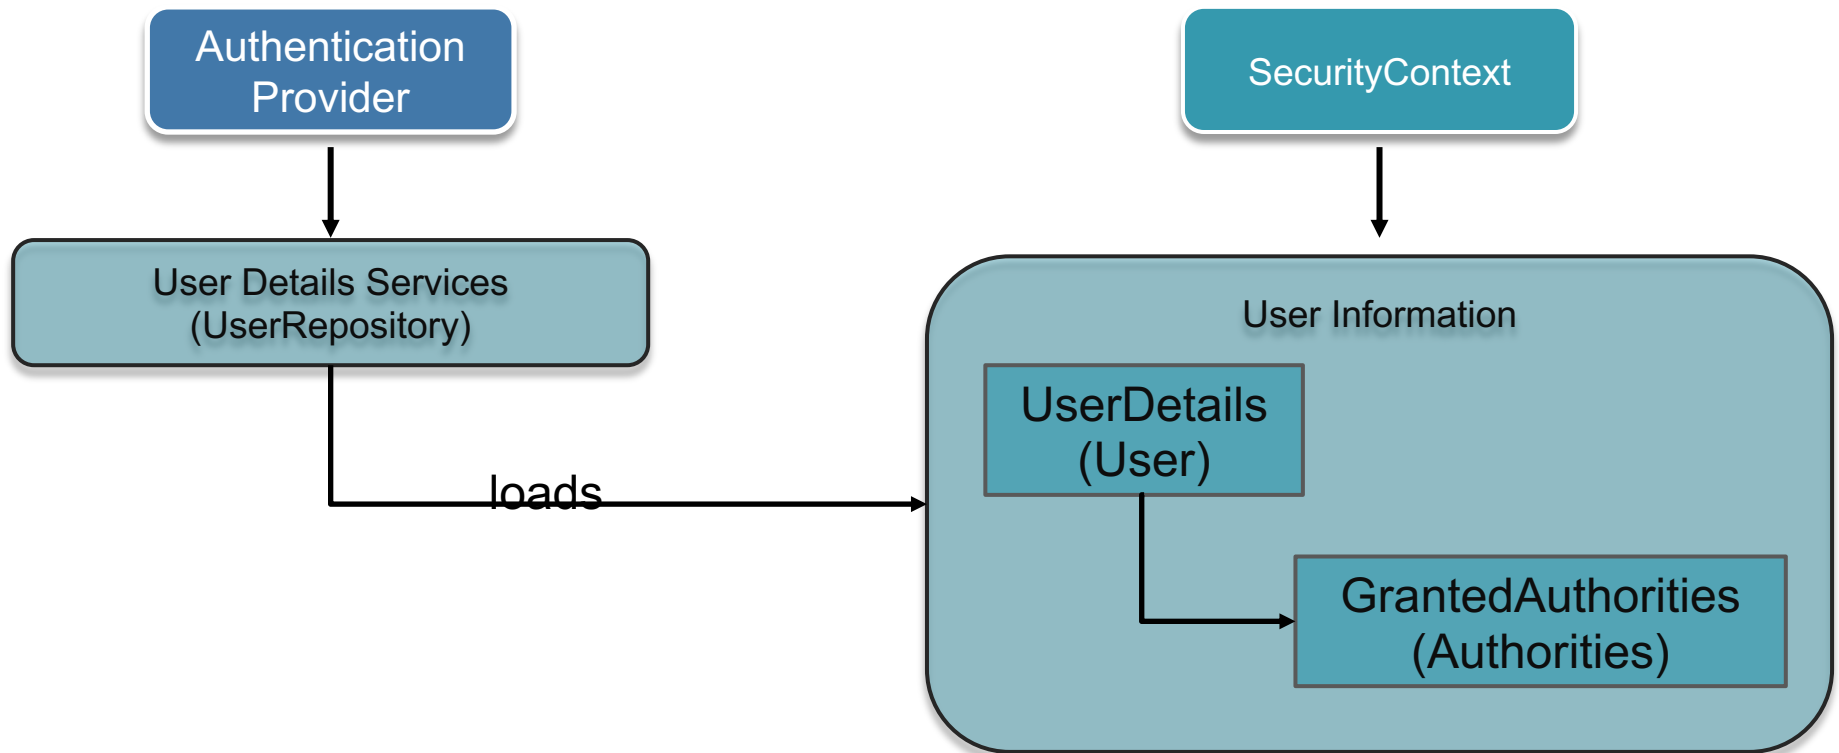 Authentication
Provider
SecurityContext
User Details Services
(UserRepository)
User Information
UserDetails
(User)
loads
GrantedAuthorities
(Authorities)